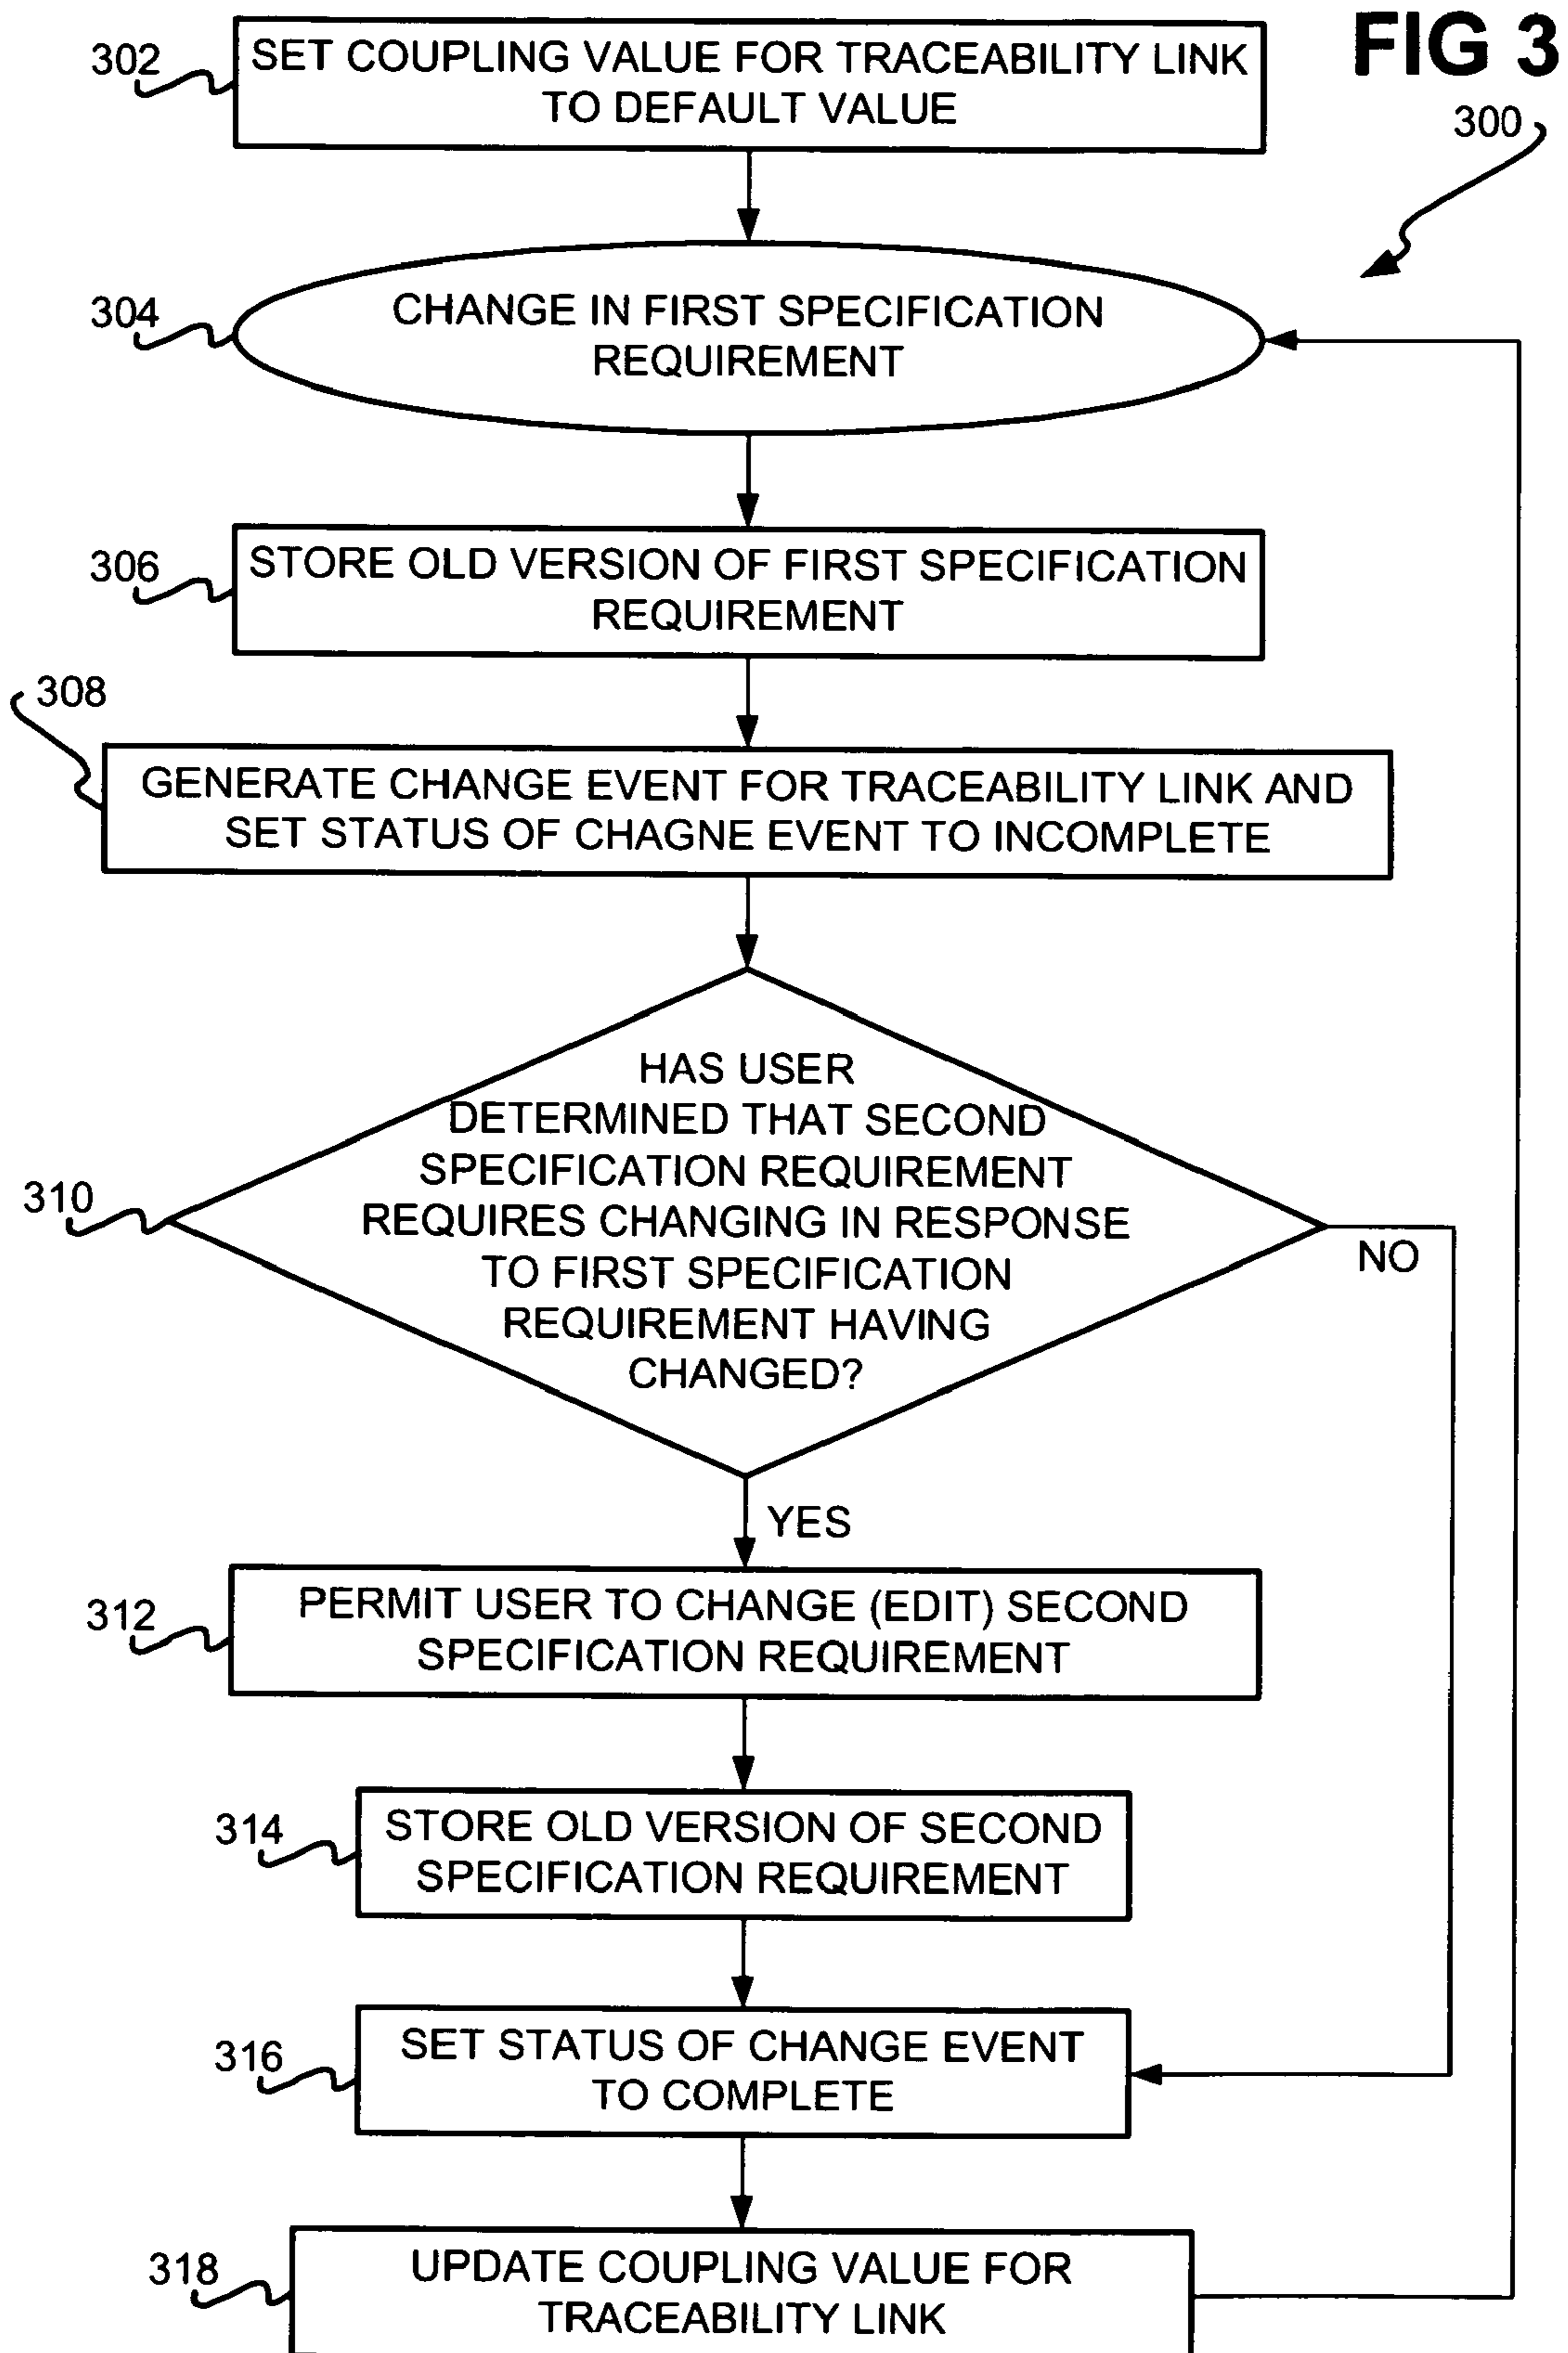 FIG 3
300
302
SET COUPLING VALUE FOR TRACEABILITY LINK
TO DEFAULT VALUE
304
CHANGE IN FIRST SPECIFICATION
REQUIREMENT
306
STORE OLD VERSION OF FIRST SPECIFICATION
REQUIREMENT
308
GENERATE CHANGE EVENT FOR TRACEABILITY LINK AND
SET STATUS OF CHAGNE EVENT TO INCOMPLETE
310
HAS USER
DETERMINED THAT SECOND
SPECIFICATION REQUIREMENT
REQUIRES CHANGING IN RESPONSE
TO FIRST SPECIFICATION
REQUIREMENT HAVING
CHANGED?
NO
YES
312
PERMIT USER TO CHANGE (EDIT) SECOND
SPECIFICATION REQUIREMENT
314
STORE OLD VERSION OF SECOND
SPECIFICATION REQUIREMENT
316
SET STATUS OF CHANGE EVENT
TO COMPLETE
318
UPDATE COUPLING VALUE FOR
TRACEABILITY LINK